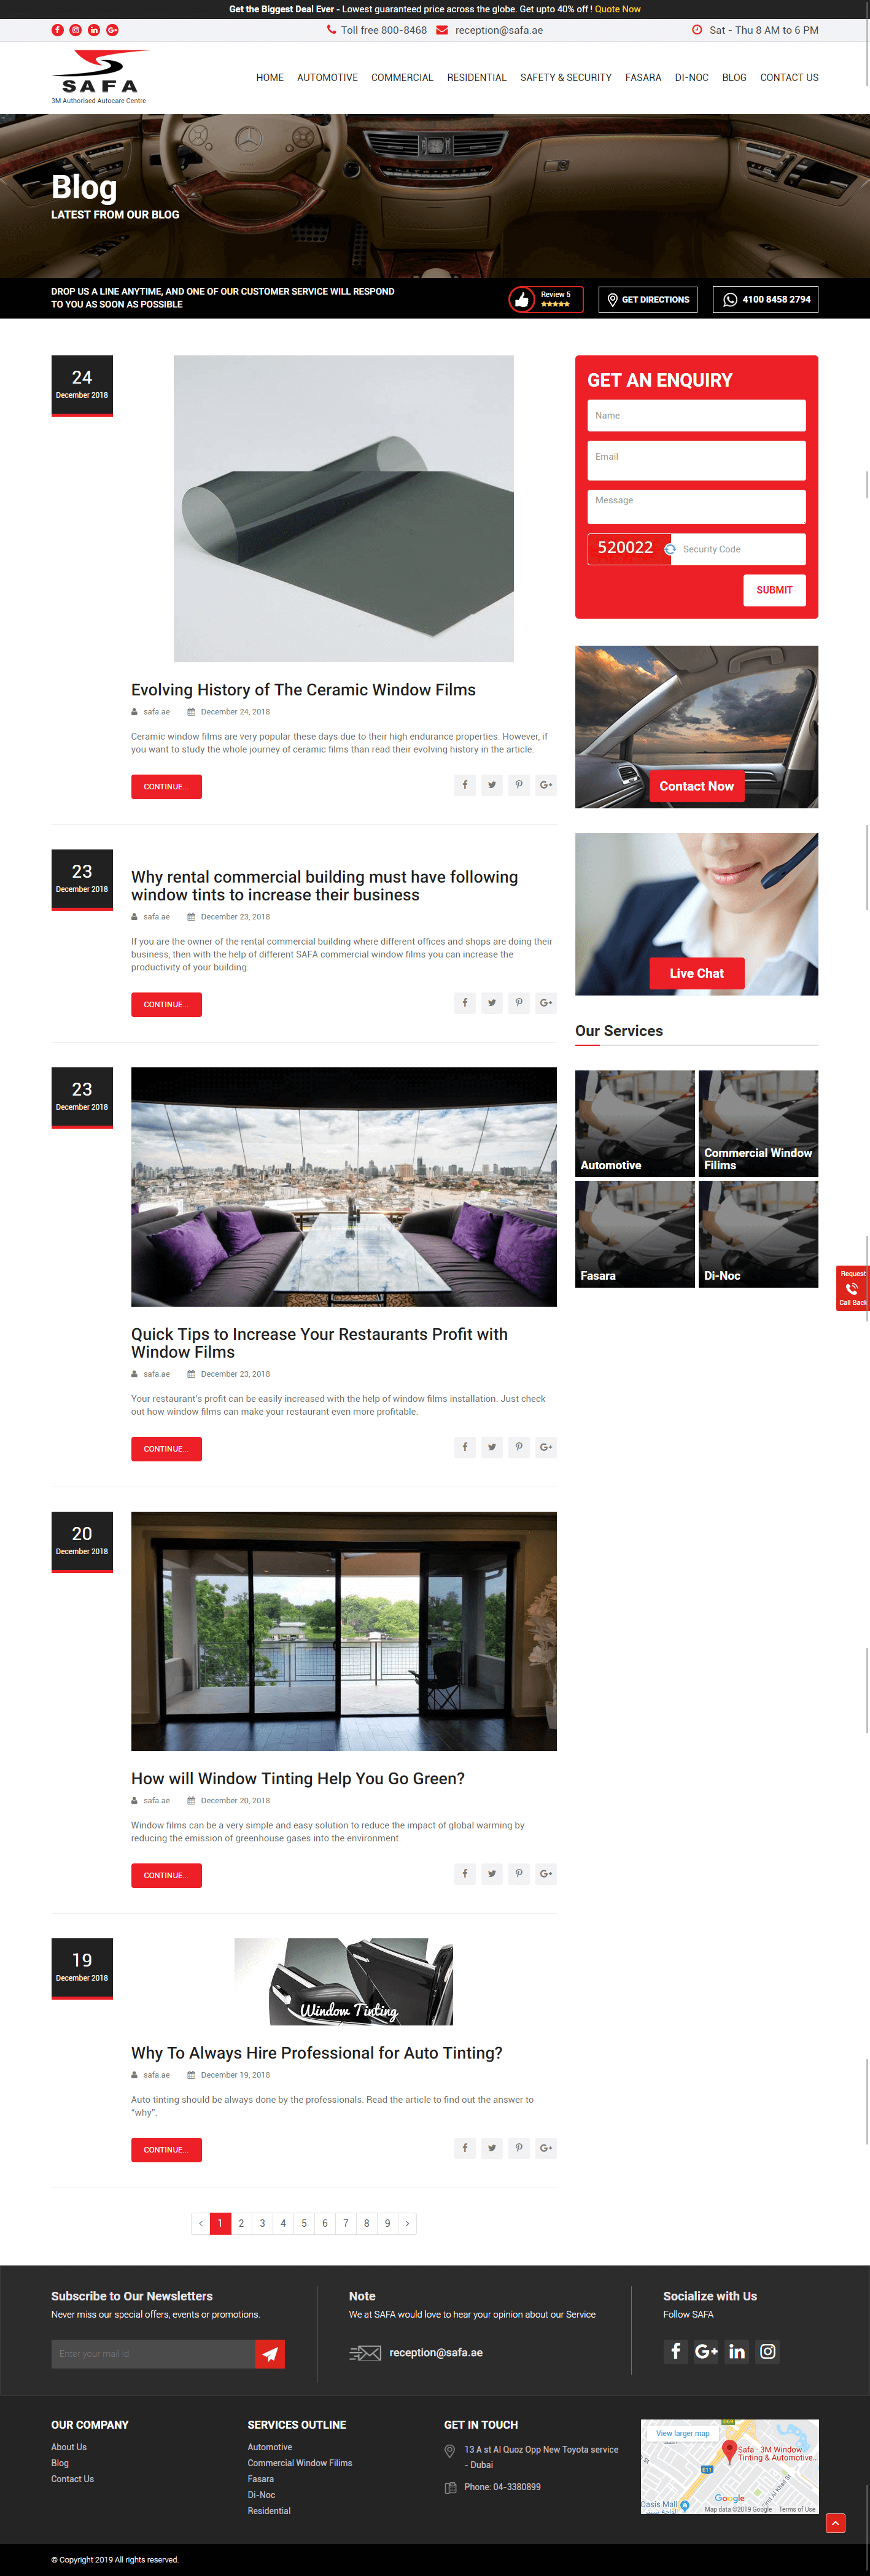 Get the Biggest Deal Ever - Lowest guaranteed price across the globe. Get upto 40% off ! Quote Now
Toll free 800-8468
reception@safa.ae
Sat - Thu 8 AM to 6 PM
SAFA
3M Authorised Autocare Centre
HOME AUTOMOTIVE COMMERCIAL RESIDENTIAL SAFETY & SECURITY FASARA DI-NOC BLOG CONTACT US
Blog
LATEST FROM OUR BLOG
DROP US A LINE ANYTIME, AND ONE OF OUR CUSTOMER SERVICE WILL RESPOND
TO YOU AS SOON AS POSSIBLE
Review 5
GET DIRECTIONS
4100 8458 2794
24
December 2018
Evolving History of The Ceramic Window Films
safa.ae December 24, 2018
Ceramic window films are very popular these days due to their high endurance properties. However, if
you want to study the whole journey of ceramic films than read their evolving history in the article.
CONTINUE...
23
December 2018
Why rental commercial building must have following
window tints to increase their business
safa.ae December 23, 2018
If you are the owner of the rental commercial building where different offices and shops are doing their
business, then with the help of different SAFA commercial window films you can increase the
productivity of your building.
CONTINUE...
23
December 2018
Quick Tips to Increase Your Restaurants Profit with
Window Films
safa.ae December 23, 2018
Your restaurant's profit can be easily increased with the help of window films installation. Just check
out how window films can make your restaurant even more profitable.
CONTINUE...
20
December 2018
How will Window Tinting Help You Go Green?
safa.ae December 20, 2018
Window films can be a very simple and easy solution to reduce the impact of global warming by
reducing the emission of greenhouse gases into the environment.
CONTINUE...
19
December 2018
Window Tinting
Why To Always Hire Professional for Auto Tinting?
safa.ae December 19, 2018
Auto tinting should be always done by the professionals. Read the article to find out the answer to
“why”.
CONTINUE...
< 1 2 3 4 5 6 7 8 9 >
GET AN ENQUIRY
Name
Email
Message
520022
Security Code
SUBMIT
Contact Now
Live Chat
Our Services
Automotive
Commercial Window
Filims
Fasara
Di-Noc
Request
Call Back
Subscribe to Our Newsletters
Never miss our special offers, events or promotions.
Enter your mail id
Note
We at SAFA would love to hear your opinion about our Service
reception@safa.ae
Socialize with Us
Follow SAFA
OUR COMPANY
About Us
Blog
Contact Us
SERVICES OUTLINE
Automotive
Commercial Window Filims
Fasara
Di-Noc
Residential
GET IN TOUCH
13 A st Al Quoz Opp New Toyota service
- Dubai
Phone: 04-3380899
View larger map
Safa - 3M Window
Tinting & Automotive...
E11
Oasis Mall
Google
Map data ©2019 Google Terms of Use
© Copyright 2019 All rights reserved.